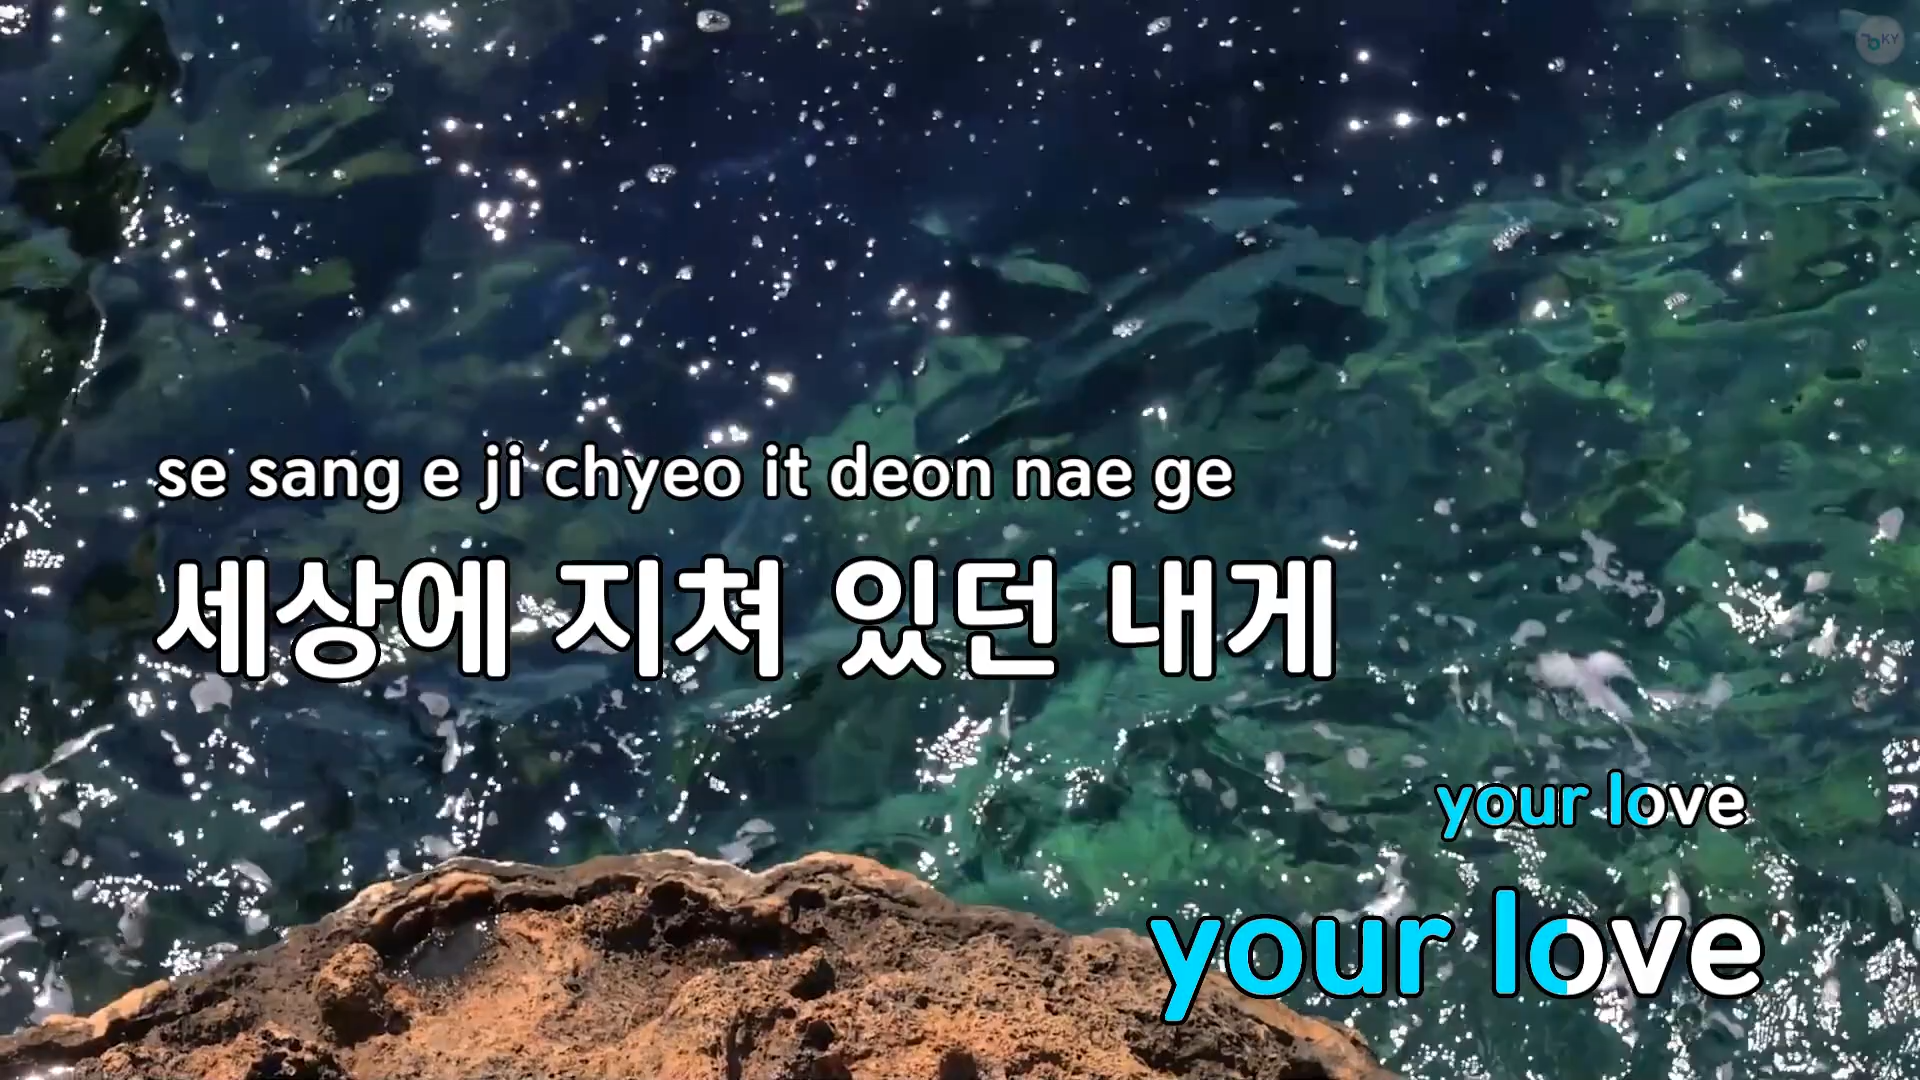 KY
se sang e ji chyeo it deon nae ge
세상에 지쳐 있던 내게
your love
your love